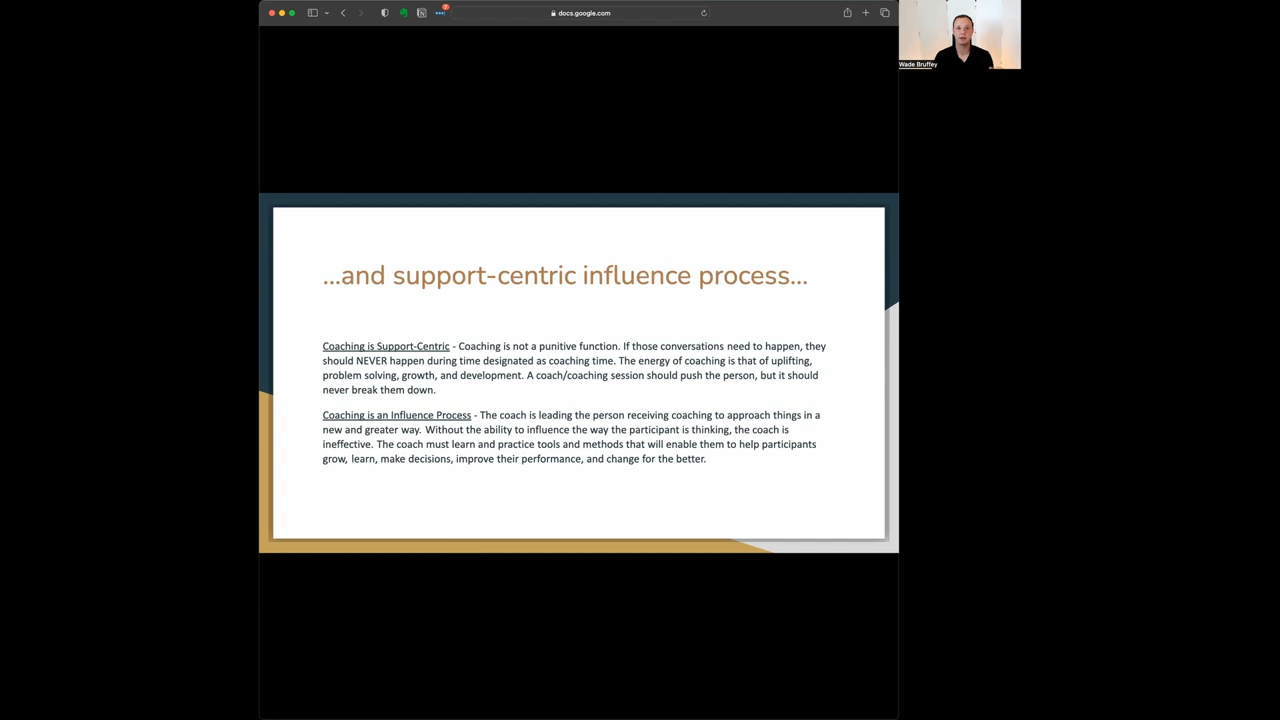 docs.google.com
Wade Bruffey
...and support-centric influence process...
Coaching is Support-Centric - Coaching is not a punitive function. If those conversations need to happen, they
should NEVER happen during time designated as coaching time. The energy of coaching is that of uplifting,
problem solving, growth, and development. A coach/coaching session should push the person, but it should
never break them down.
Coaching is an Influence Process - The coach is leading the person receiving coaching to approach things in a
new and greater way. Without the ability to influence the way the participant is thinking, the coach is
ineffective. The coach must learn and practice tools and methods that will enable them to help participants
grow, learn, make decisions, improve their performance, and change for the better.